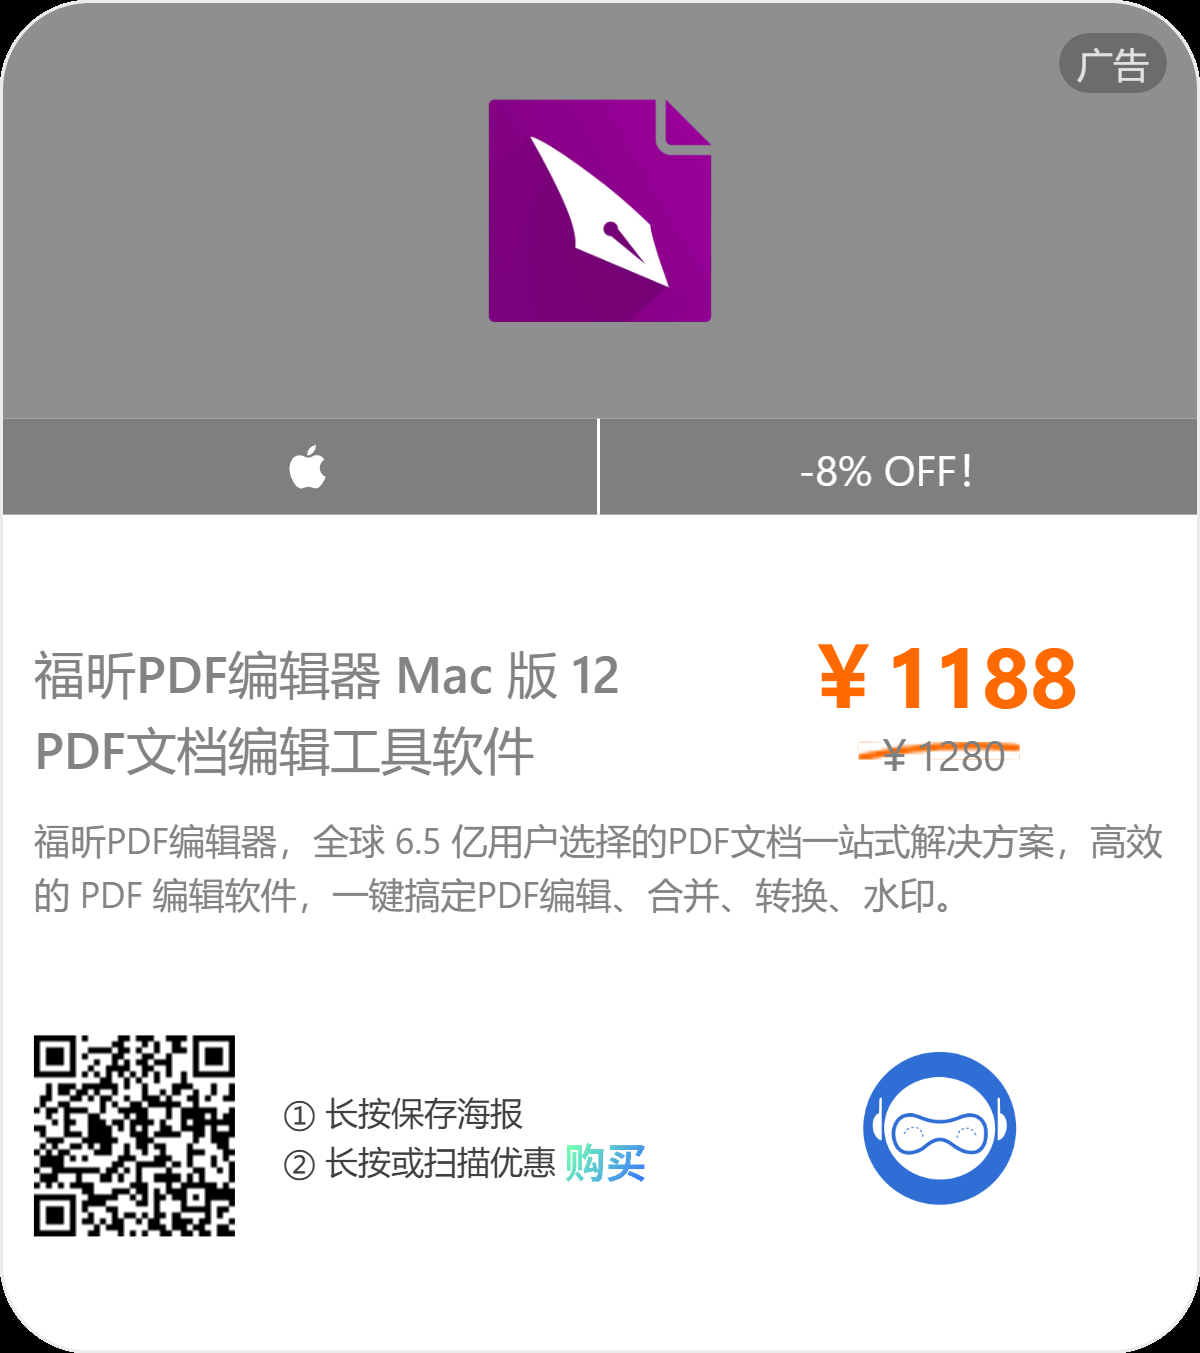 广告
-8% OFF!
福昕PDF编辑器 Mac 版 12
PDF文档编辑工具软件
¥ 1188
¥ 1280
福昕PDF编辑器，全球 6.5 亿用户选择的PDF文档一站式解决方案，高效
的 PDF 编辑软件，一键搞定PDF编辑、合并、转换、水印。
① 长按保存海报
② 长按或扫描优惠 购买